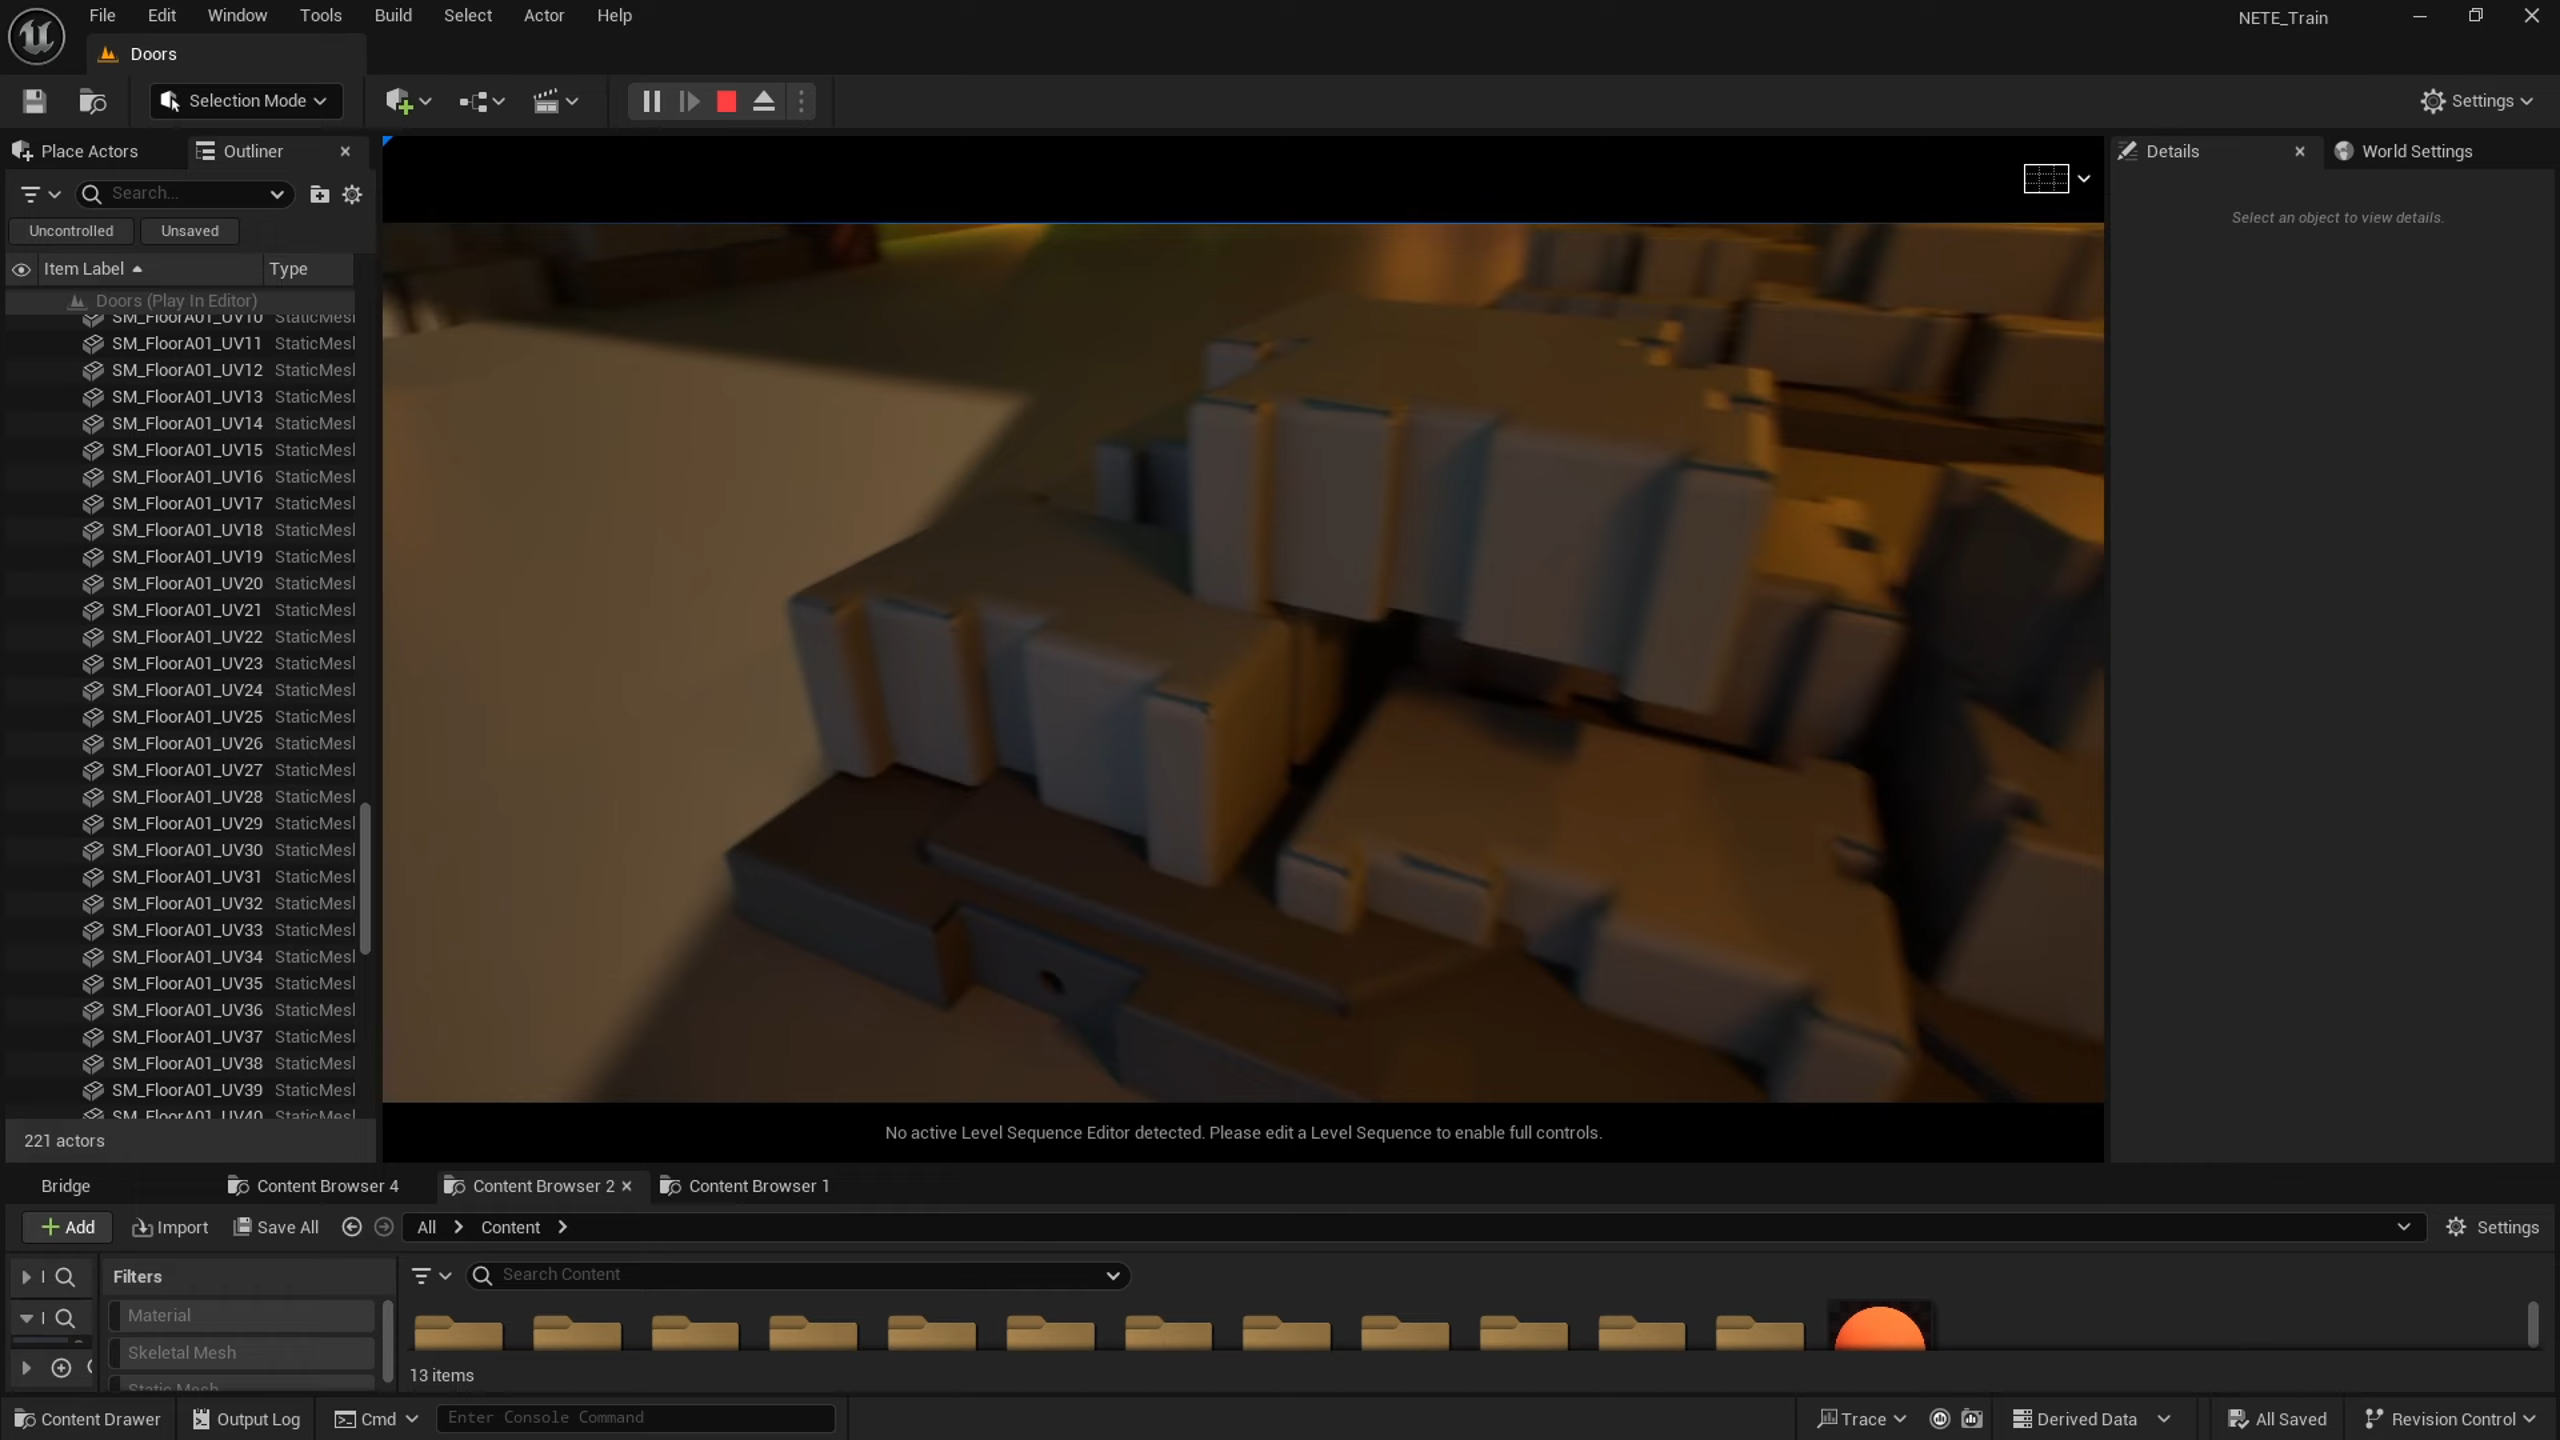 File Edit Window Tools Build Select Actor Help
NETE_Train
Doors
Selection Mode
Settings
Place Actors
Outliner
Details
World Settings
Search...
Select an object to view details.
Uncontrolled
Unsaved
Item Label
Type
Doors (Play In Editor)
SM_FloorA01_UV10 StaticMesl
SM_FloorA01_UV11 StaticMesl
SM_FloorA01_UV12 StaticMesl
SM_FloorA01_UV13 StaticMesl
SM_FloorA01_UV14 StaticMesl
SM_FloorA01_UV15 StaticMesl
SM_FloorA01_UV16 StaticMesl
SM_FloorA01_UV17 StaticMesl
SM_FloorA01_UV18 StaticMesl
SM_FloorA01_UV19 StaticMesl
SM_FloorA01_UV20 StaticMesl
SM_FloorA01_UV21 StaticMesl
SM_FloorA01_UV22 StaticMesl
SM_FloorA01_UV23 StaticMesl
SM_FloorA01_UV24 StaticMesl
SM_FloorA01_UV25 StaticMesl
SM_FloorA01_UV26 StaticMesl
SM_FloorA01_UV27 StaticMesl
SM_FloorA01_UV28 StaticMesl
SM_FloorA01_UV29 StaticMesl
SM_FloorA01_UV30 StaticMesl
SM_FloorA01_UV31 StaticMesl
SM_FloorA01_UV32 StaticMesl
SM_FloorA01_UV33 StaticMesl
SM_FloorA01_UV34 StaticMesl
SM_FloorA01_UV35 StaticMesl
SM_FloorA01_UV36 StaticMesl
SM_FloorA01_UV37 StaticMesl
SM_FloorA01_UV38 StaticMesl
SM_FloorA01_UV39 StaticMesl
SM_FloorA01_UV40 StaticMesl
221 actors
No active Level Sequence Editor detected. Please edit a Level Sequence to enable full controls.
Bridge
Content Browser 4
Content Browser 2
Content Browser 1
Add
Import
Save All
All > Content >
Settings
Filters
Search Content
Material
Skeletal Mesh
Static Mesh
13 items
Content Drawer
Output Log
Cmd
Enter Console Command
Trace
Derived Data
All Saved
Revision Control